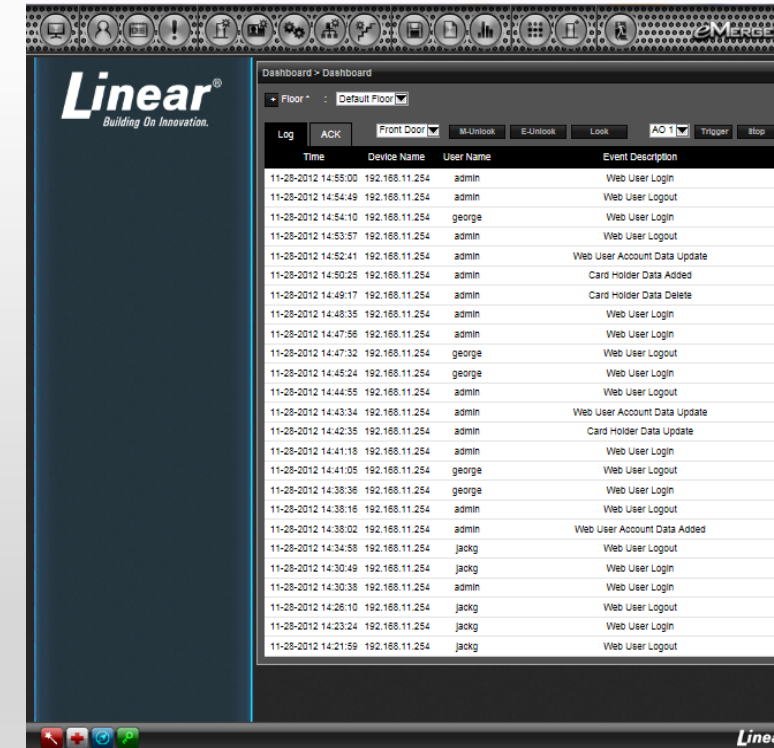 eMERGE
Linear®
Building On Innovation.
Dashboard > Dashboard
+ Floor * : Default Floor
Log ACK Front Door M-Unlock E-Unlock Lock AO 1 Trigger Stop
Time Device Name User Name Event Description
11-28-2012 14:55:00 192.168.11.254 admin Web User Login
11-28-2012 14:54:49 192.168.11.254 admin Web User Logout
11-28-2012 14:54:10 192.168.11.254 george Web User Login
11-28-2012 14:53:57 192.168.11.254 admin Web User Logout
11-28-2012 14:52:41 192.168.11.254 admin Web User Account Data Update
11-28-2012 14:50:25 192.168.11.254 admin Card Holder Data Added
11-28-2012 14:49:17 192.168.11.254 admin Card Holder Data Delete
11-28-2012 14:48:35 192.168.11.254 admin Web User Login
11-28-2012 14:47:56 192.168.11.254 admin Web User Login
11-28-2012 14:47:32 192.168.11.254 george Web User Logout
11-28-2012 14:45:24 192.168.11.254 george Web User Login
11-28-2012 14:44:55 192.168.11.254 admin Web User Logout
11-28-2012 14:43:34 192.168.11.254 admin Web User Account Data Update
11-28-2012 14:42:35 192.168.11.254 admin Card Holder Data Update
11-28-2012 14:41:18 192.168.11.254 admin Web User Login
11-28-2012 14:41:05 192.168.11.254 george Web User Logout
11-28-2012 14:38:36 192.168.11.254 george Web User Login
11-28-2012 14:38:16 192.168.11.254 admin Web User Logout
11-28-2012 14:38:02 192.168.11.254 admin Web User Account Data Added
11-28-2012 14:34:58 192.168.11.254 jackg Web User Logout
11-28-2012 14:30:49 192.168.11.254 jackg Web User Login
11-28-2012 14:30:38 192.168.11.254 admin Web User Login
11-28-2012 14:26:10 192.168.11.254 jackg Web User Logout
11-28-2012 14:23:24 192.168.11.254 jackg Web User Login
11-28-2012 14:21:59 192.168.11.254 jackg Web User Logout
Linea